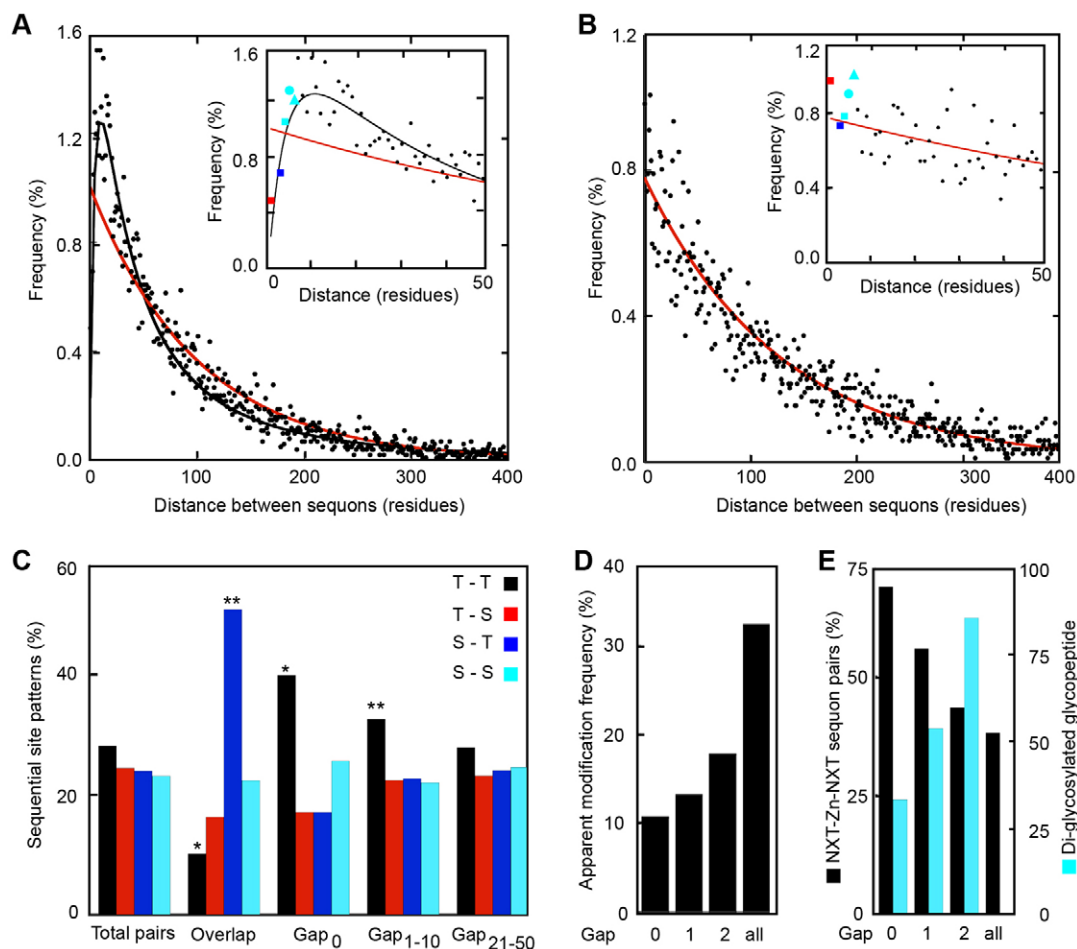 A
1.6
1.2
0.8
0.4
0.0
0
100
200
300
400
Frequency (%)
Distance between sequons (residues)
1.6
0.8
0.0
0
50
Frequency (%)
Distance (residues)
B
1.2
0.8
0.4
0.0
0
100
200
300
400
Frequency (%)
Distance between sequons (residues)
1.2
0.8
0.4
0.0
0
50
Frequency (%)
Distance (residues)
C
60
40
20
0
Sequential site patterns (%)
T - T
T - S
S - T
S - S
*
**
*
**
Total pairs
Overlap
Gap0
Gap1-10
Gap21-50
D
40
30
20
10
0
Apparent modification frequency (%)
Gap 0 1 2 all
E
75
50
25
0
NXT-Zn-NXT sequon pairs (%)
100
75
50
25
0
Di-glycosylated glycopeptide
Gap 0 1 2 all